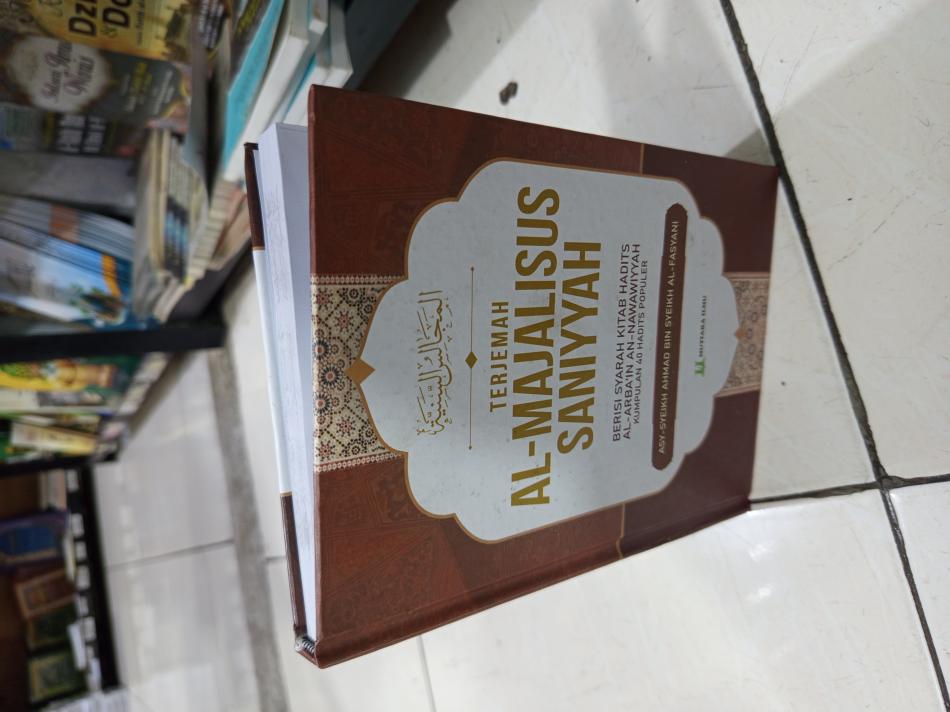 المجالس السنية
TERJEMAH
AL-MAJALISUS
SANIYYAH
BERISI SYARAH KITAB HADITS
AL-ARBA'IN AN-NAWAWIYYAH
KUMPULAN 40 HADITS POPULER
ASY-SYEIKH AHMAD BIN SYEIKH AL-FASYANI
MUTIARA ILMU